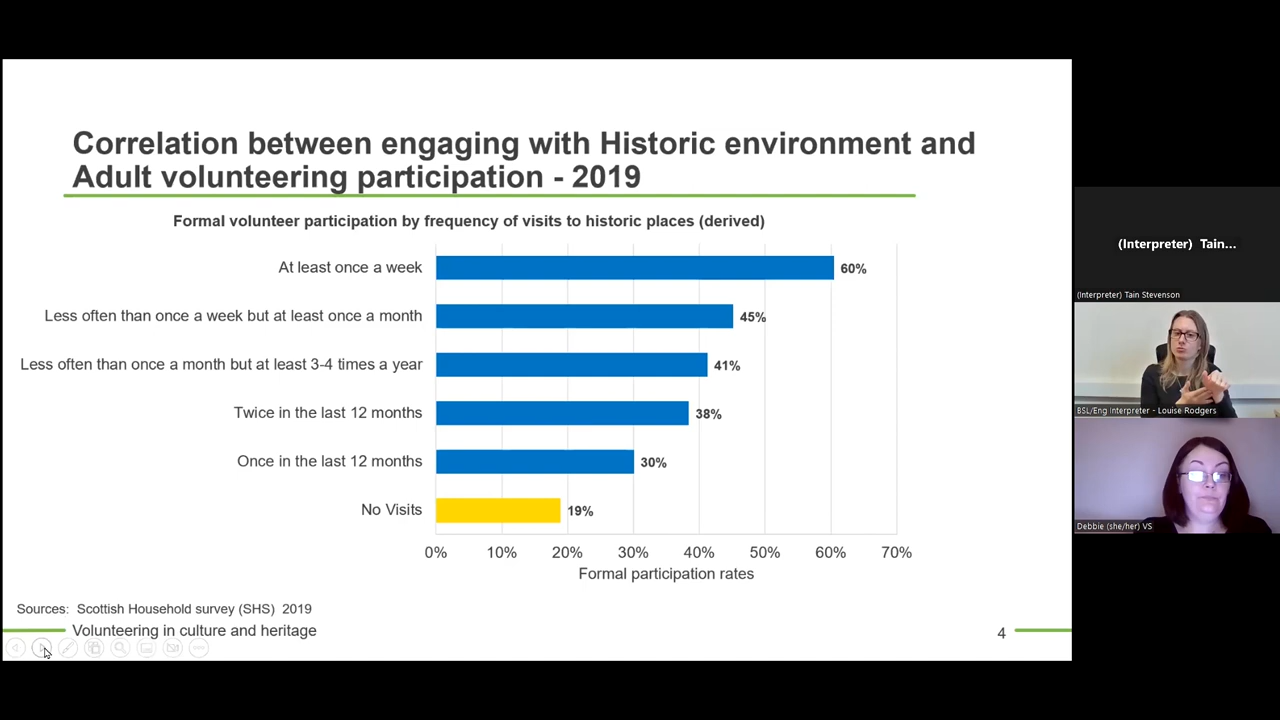 Correlation between engaging with Historic environment and
Adult volunteering participation - 2019
Formal volunteer participation by frequency of visits to historic places (derived)
At least once a week
60%
Less often than once a week but at least once a month
45%
Less often than once a month but at least 3-4 times a year
41%
Twice in the last 12 months
38%
Once in the last 12 months
30%
No Visits
19%
0% 10% 20% 30% 40% 50% 60% 70%
Formal participation rates
Sources: Scottish Household survey (SHS) 2019
Volunteering in culture and heritage
4
(Interpreter) Tain...
(Interpreter) Tain Stevenson
BSL/Eng Interpreter - Louise Rodgers
Debbie (she/her) VS